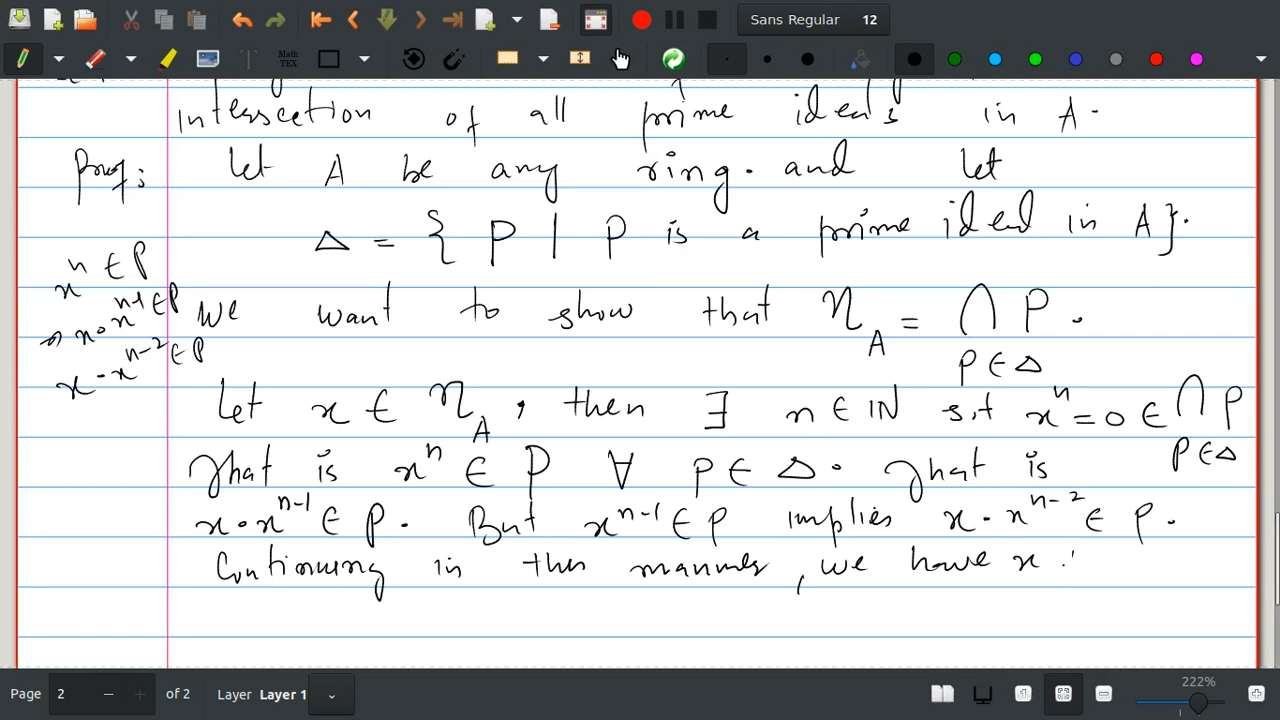 Sans Regular 12
intersection of all prime ideals in A.
Proof: Let A be any ring. and let
Δ = { P | P is a prime ideal in A}.
x^n ∈ P
x·x^{n-1} ∈ P
x·x^{n-2} ∈ P
We want to show that η_A = ⋂_{P∈Δ} P.
Let x ∈ η_A, then ∃ n ∈ IN s.t x^n = 0 ∈ ⋂_{P∈Δ} P
That is x^n ∈ P ∀ P ∈ Δ. That is
x·x^{n-1} ∈ P. But x^{n-1} ∈ P implies x·x^{n-2} ∈ P.
Continuing in this manner, we have x
Page 2 of 2 Layer Layer 1 222%